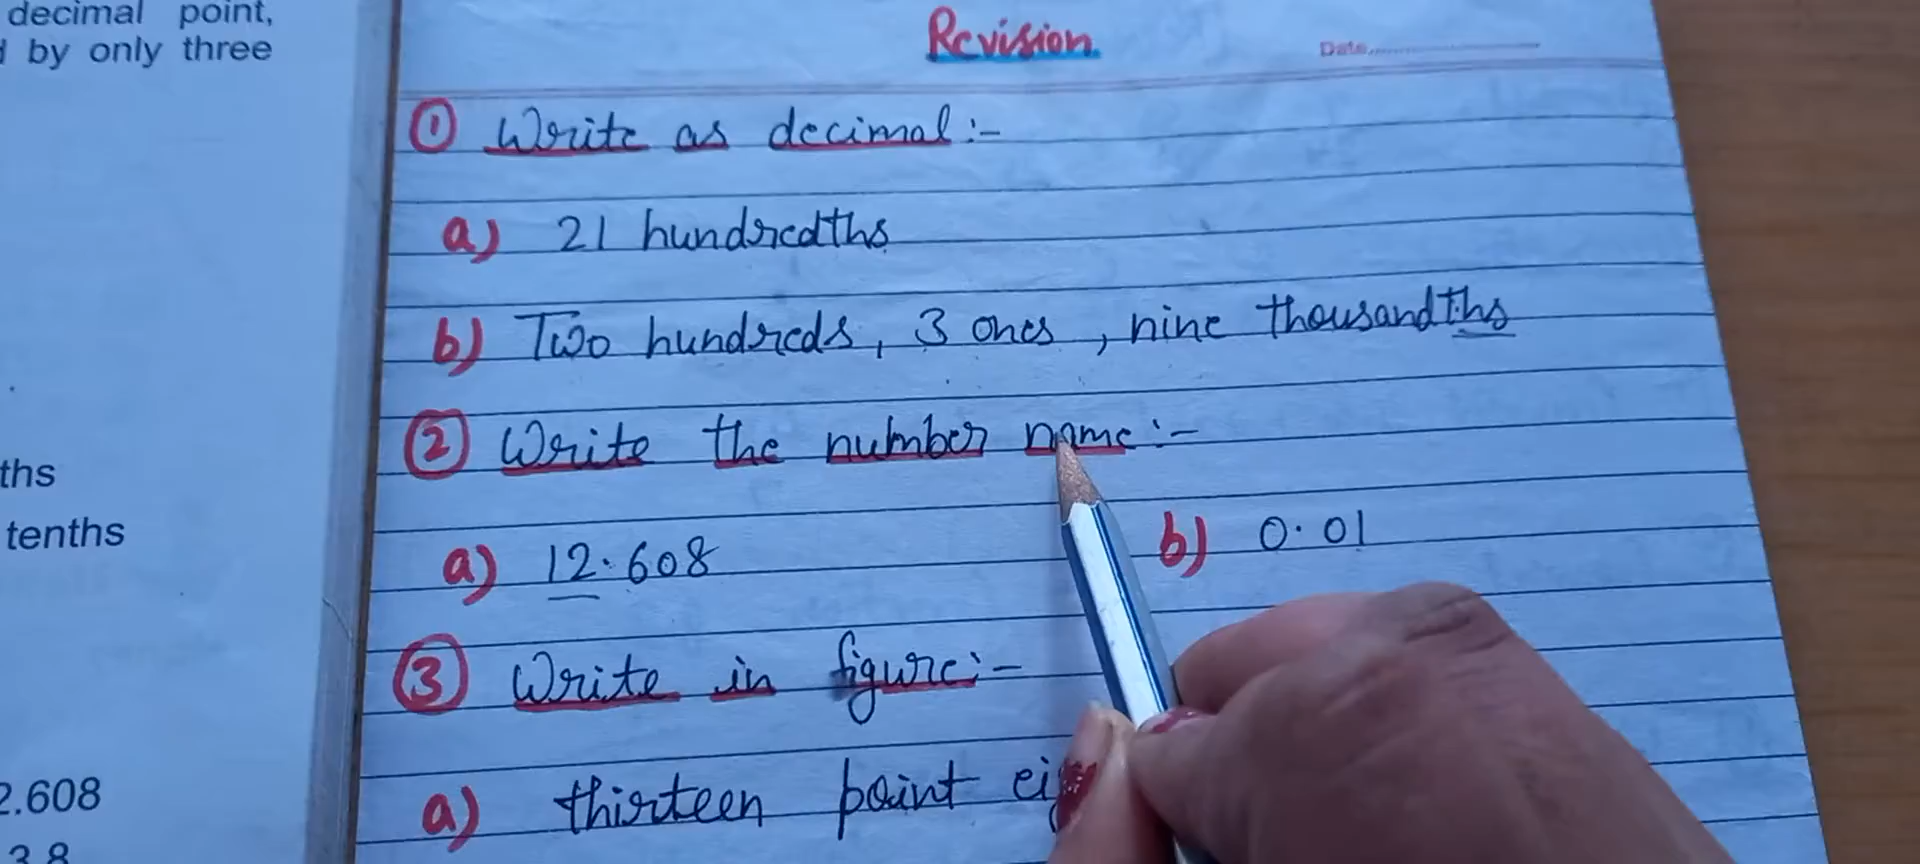 decimal point,
by only three
ths
tenths
2.608
3.8
Revision
Date
① Write as decimal:-
a) 21 hundredths
b) Two hundreds, 3 ones, nine thousandths
② Write the number name:-
a) 12.608 b) 0.01
③ Write in figure:-
a) thirteen point